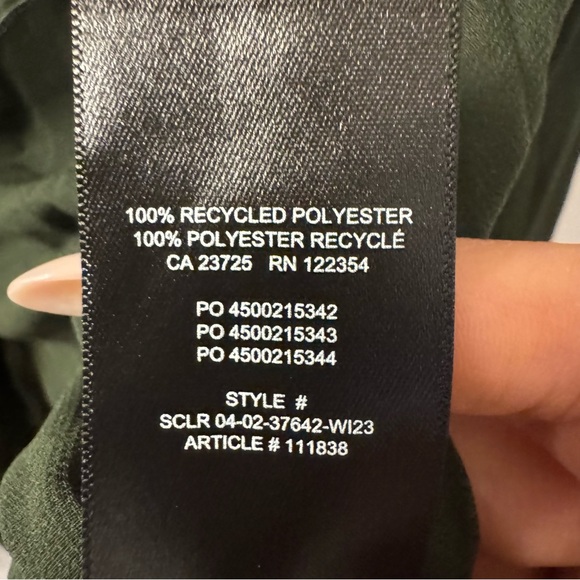 100% RECYCLED POLYESTER
100% POLYESTER RECYCLÉ
CA 23725 RN 122354
PO 4500215342
PO 4500215343
PO 4500215344
STYLE #
SCLR 04-02-37642-WI23
ARTICLE # 111838